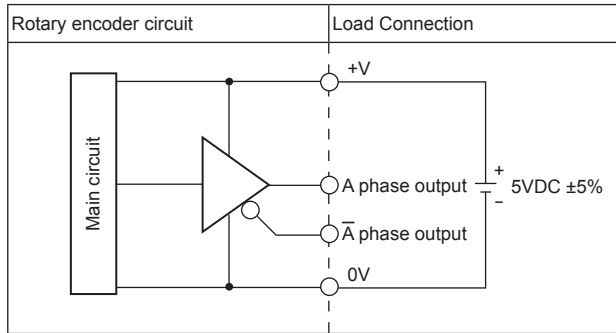 Rotary encoder circuit
Load Connection
Main circuit
+V
A phase output
A̅ phase output
0V
+
5VDC ±5%
−